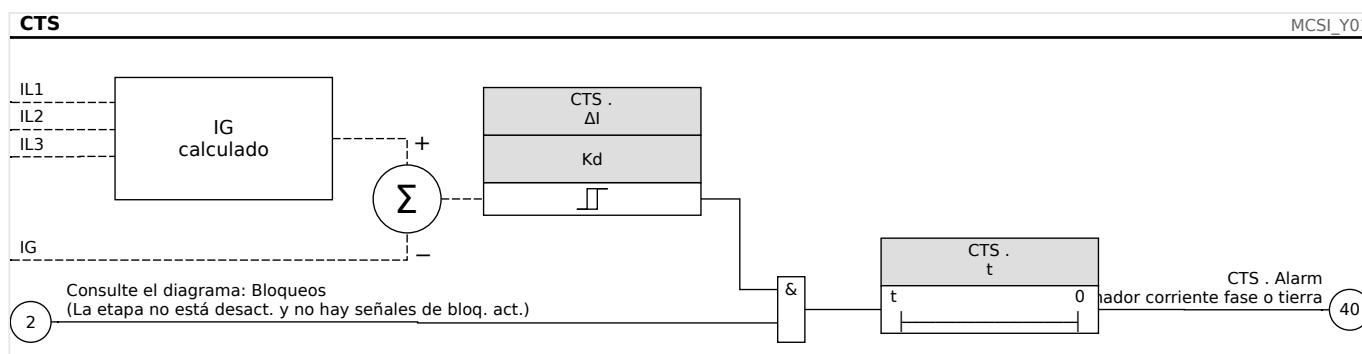 CTS
MCSI_Y0
IL1
IL2
IL3
IG
calculado
+
Σ
−
CTS .
ΔI
Kd
IG
2
Consulte el diagrama: Bloqueos
(La etapa no está desact. y no hay señales de bloq. act.)
&
CTS .
t
t
0
CTS . Alarm
nador corriente fase o tierra
40